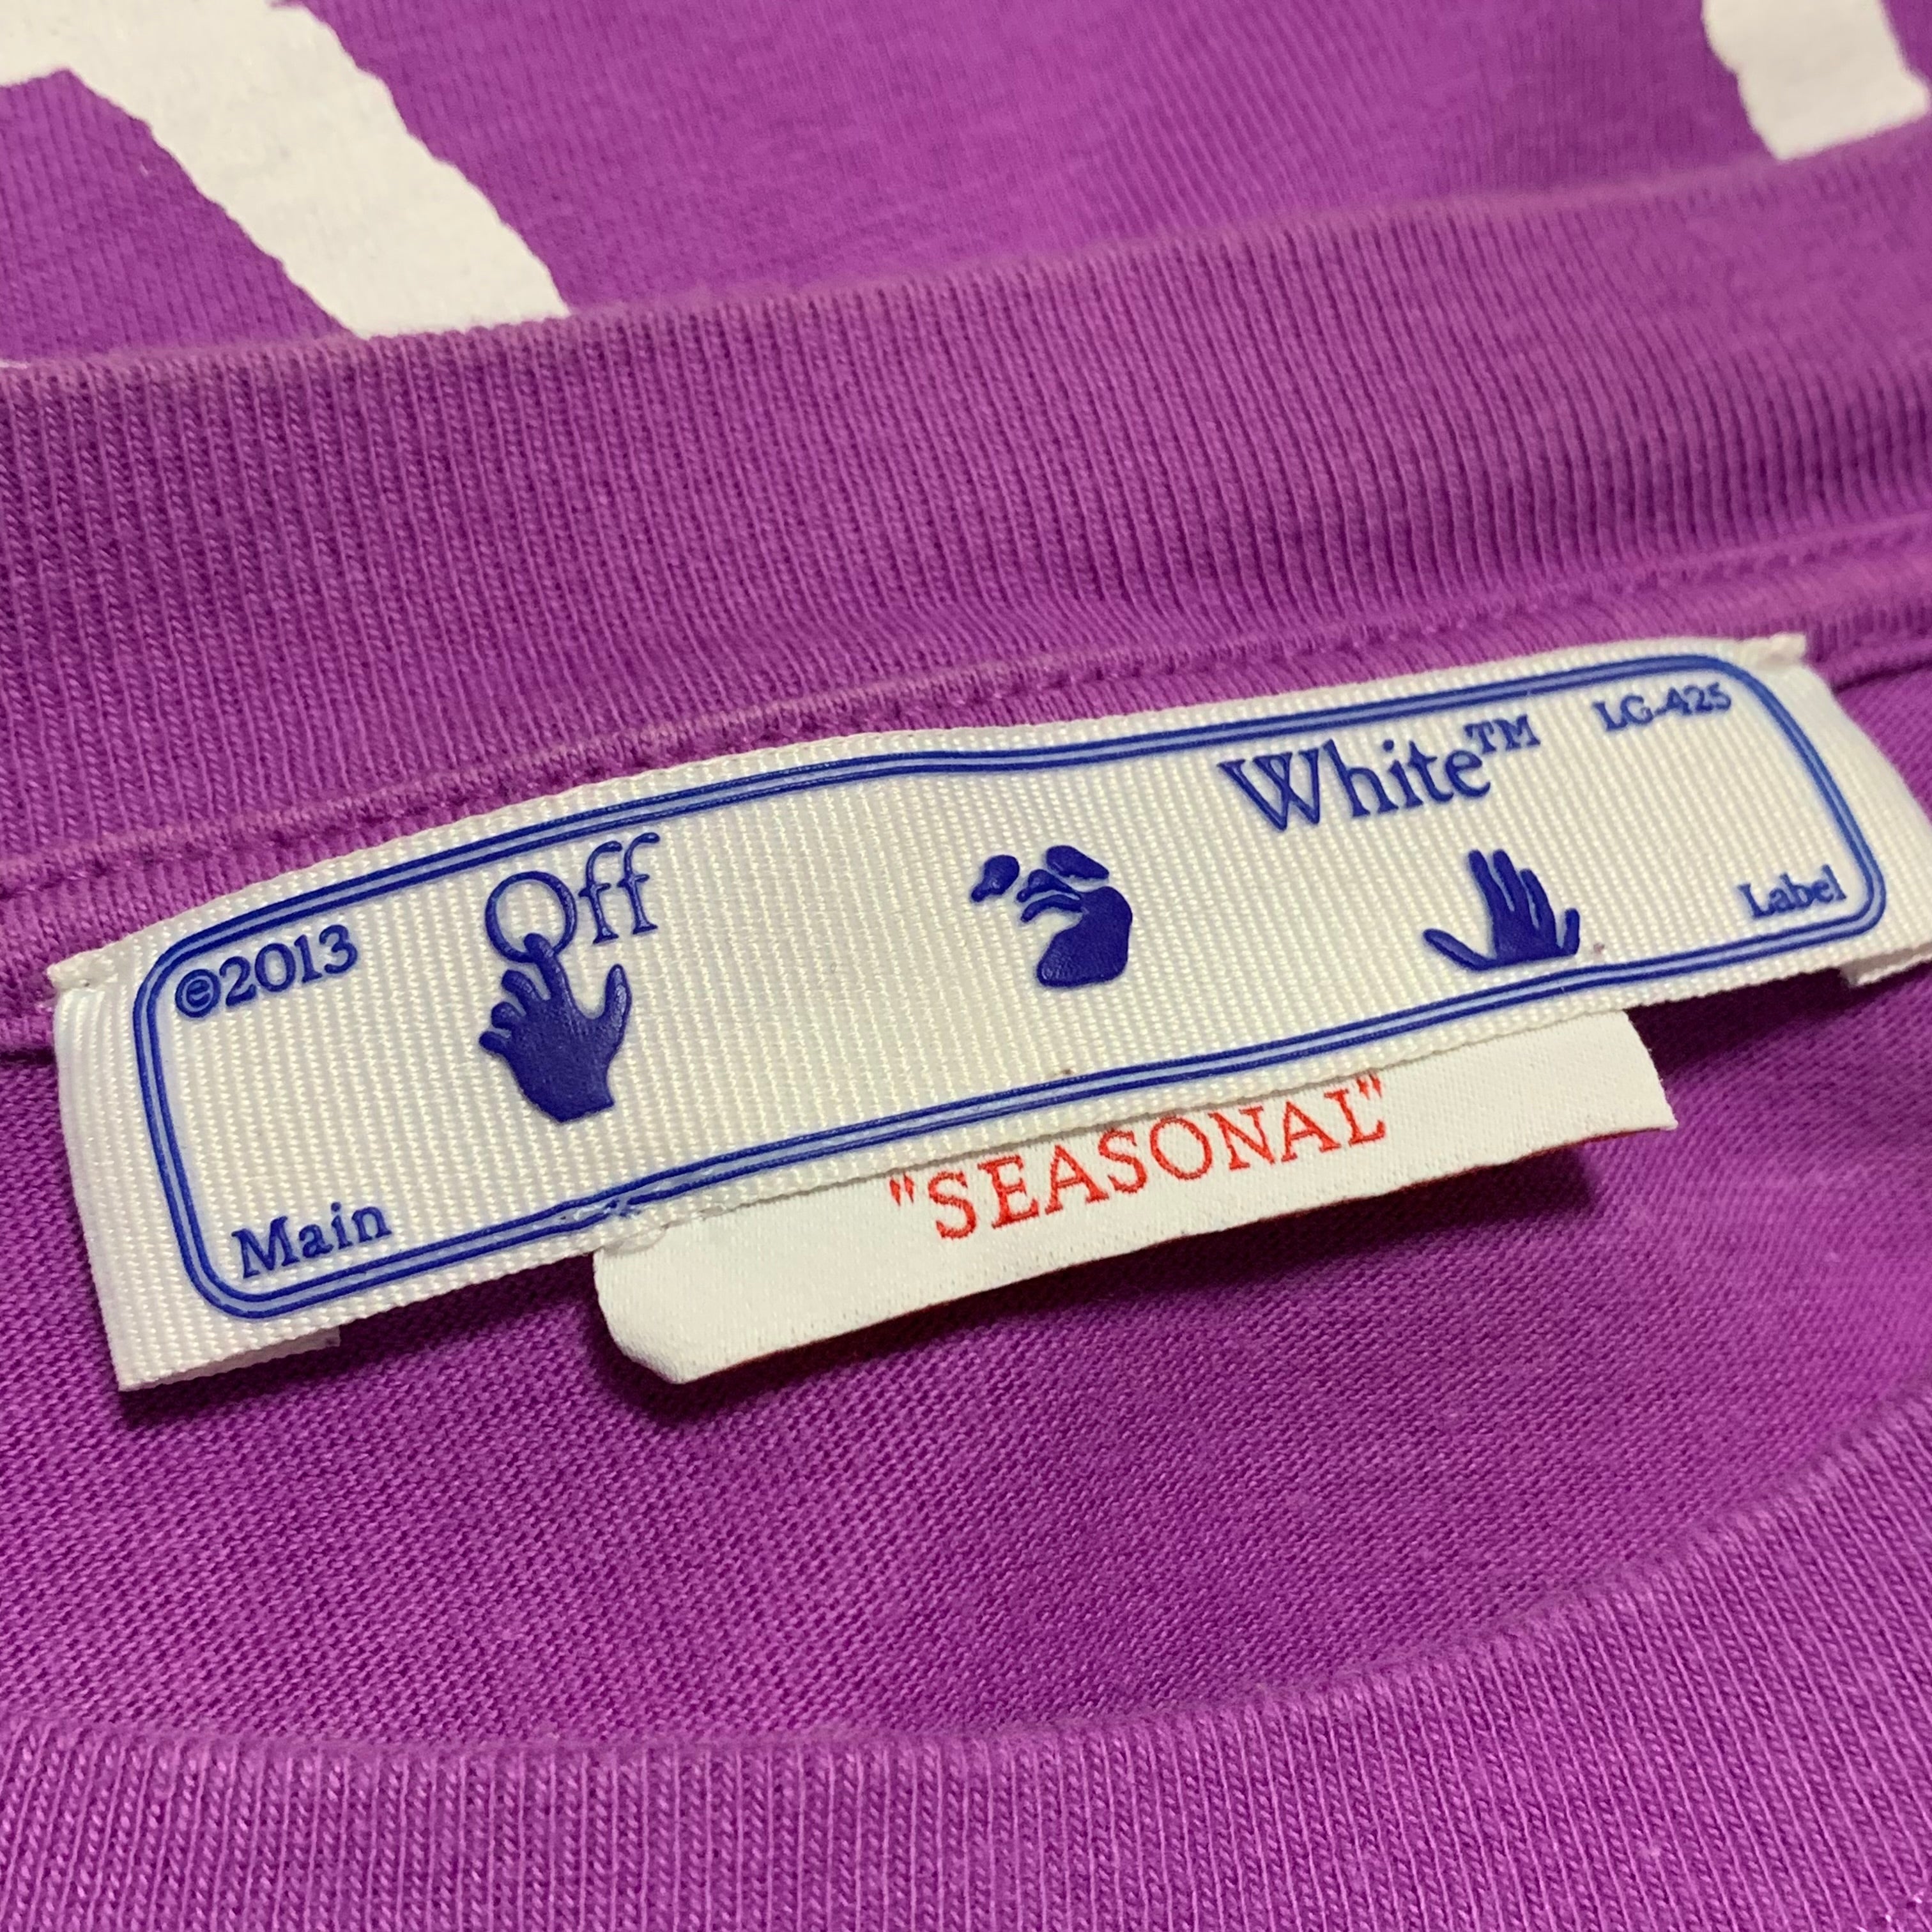 ©2013
Off
White™
LG-425
Main
Label
"SEASONAL"